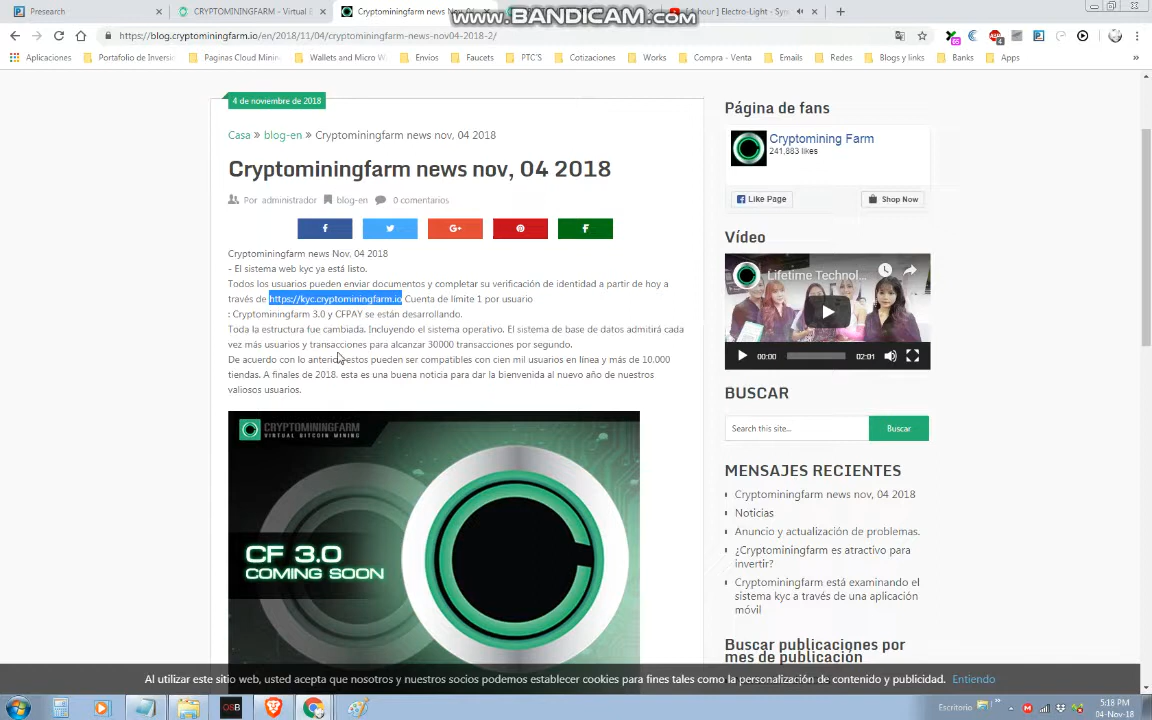 WWW.BANDICAM.COM
Presearch
CRYPTOMININGFARM - Virtual
Cryptominingfarm news Nov, 04
hour ] Electro-Light - Sy
https://blog.cryptominingfarm.io/en/2018/11/04/cryptominingfarm-news-nov04-2018-2/
Aplicaciones
Portafolio de Inversi
Paginas Cloud Minin
Wallets and Micro W
Envios
Faucets
PTC'S
Cotizaciones
Works
Compra - Venta
Emails
Redes
Blogs y links
Banks
Apps
»
4 de noviembre de 2018
Casa » blog-en » Cryptominingfarm news nov, 04 2018
Cryptominingfarm news nov, 04 2018
Por administrador blog-en 0 comentarios
Cryptominingfarm news Nov. 04 2018
- El sistema web kyc ya está listo.
Todos los usuarios pueden enviar documentos y completar su verificación de identidad a partir de hoy a
través de https://kyc.cryptominingfarm.io Cuenta de límite 1 por usuario
: Cryptominingfarm 3.0 y CFPAY se están desarrollando.
Toda la estructura fue cambiada. Incluyendo el sistema operativo. El sistema de base de datos admitirá cada
vez más usuarios y transacciones para alcanzar 30000 transacciones por segundo.
De acuerdo con lo anterior, estos pueden ser compatibles con cien mil usuarios en línea y más de 10.000
tiendas. A finales de 2018. esta es una buena noticia para dar la bienvenida al nuevo año de nuestros
valiosos usuarios.
CRYPTOMININGFARM
VIRTUAL BITCOIN MINING
CF 3.0
COMING SOON
Página de fans
Cryptomining Farm
241,883 likes
Like Page
Shop Now
Vídeo
Lifetime Technol...
00:00
02:01
BUSCAR
Search this site...
Buscar
MENSAJES RECIENTES
Cryptominingfarm news nov, 04 2018
Noticias
Anuncio y actualización de problemas.
¿Cryptominingfarm es atractivo para
invertir?
Cryptominingfarm está examinando el
sistema kyc a través de una aplicación
móvil
Buscar publicaciones por
mes de publicación
Al utilizar este sitio web, usted acepta que nosotros y nuestros socios podemos establecer cookies para fines tales como la personalización de contenido y publicidad.
Entiendo
Escritorio
5:18 PM
04-Nov-18